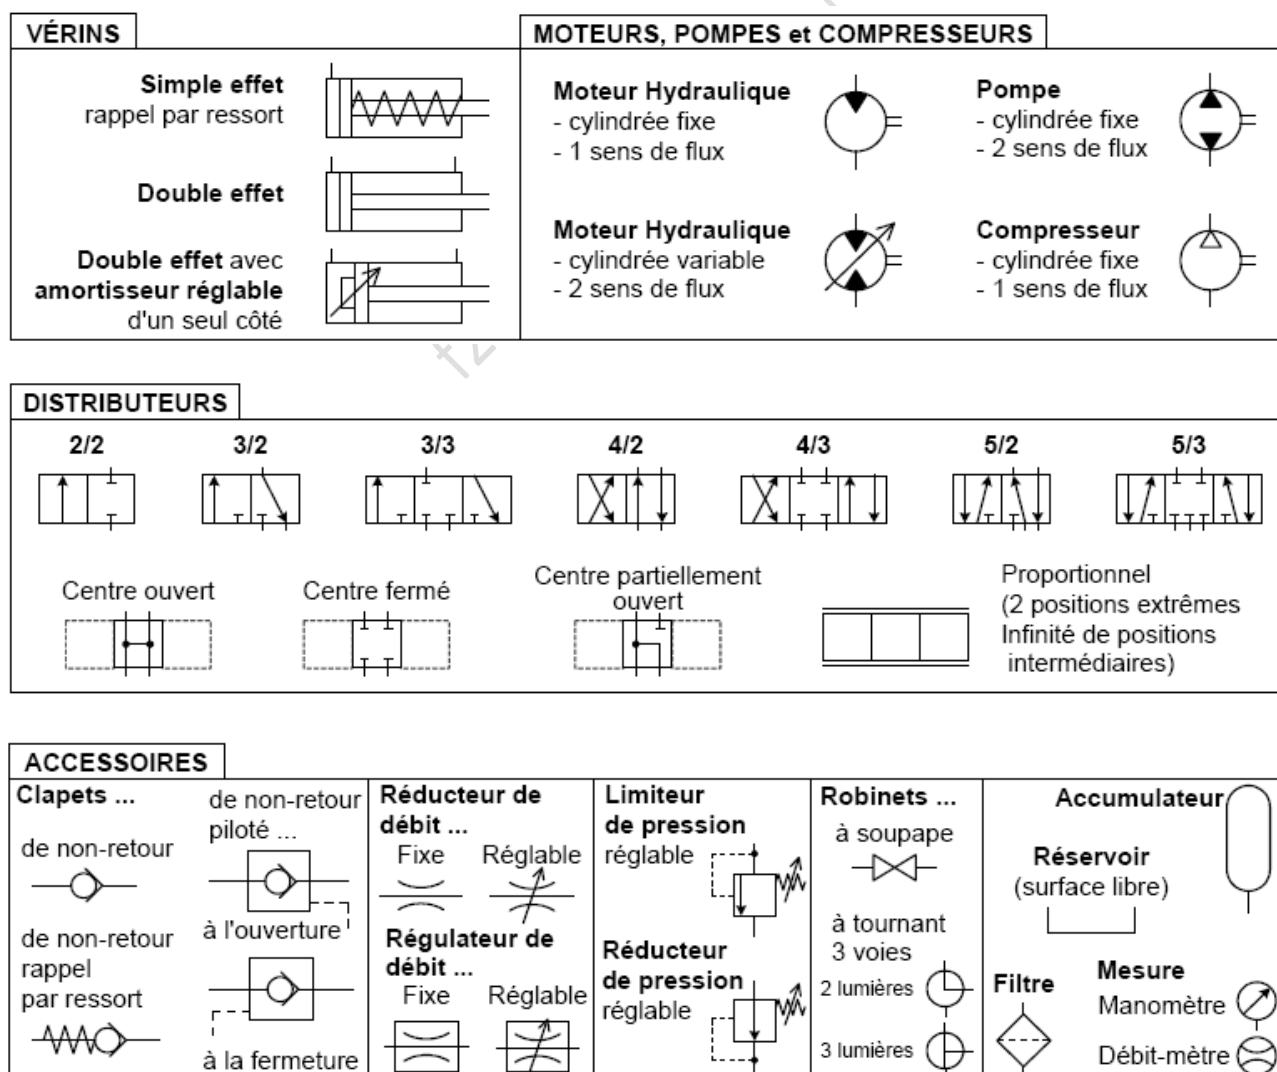 VÉRINS
Simple effet
rappel par ressort
Double effet
Double effet avec
amortisseur réglable
d'un seul côté
MOTEURS, POMPES et COMPRESSEURS
Moteur Hydraulique
- cylindrée fixe
- 1 sens de flux
Pompe
- cylindrée fixe
- 2 sens de flux
Moteur Hydraulique
- cylindrée variable
- 2 sens de flux
Compresseur
- cylindrée fixe
- 1 sens de flux
DISTRIBUTEURS
2/2 3/2 3/3 4/2 4/3 5/2 5/3
Centre ouvert
Centre fermé
Centre partiellement
ouvert
Proportionnel
(2 positions extrêmes
Infinité de positions
intermédiaires)
ACCESSOIRES
Clapets ...
de non-retour
de non-retour
rappel
par ressort
de non-retour
piloté ...
à l'ouverture
à la fermeture
Réducteur de
débit ...
Fixe Réglable
Régulateur de
débit ...
Fixe Réglable
Limiteur
de pression
réglable
Réducteur
de pression
réglable
Robinets ...
à soupape
à tournant
3 voies
2 lumières
3 lumières
Accumulateur
Réservoir
(surface libre)
Filtre
Mesure
Manomètre
Débit-mètre